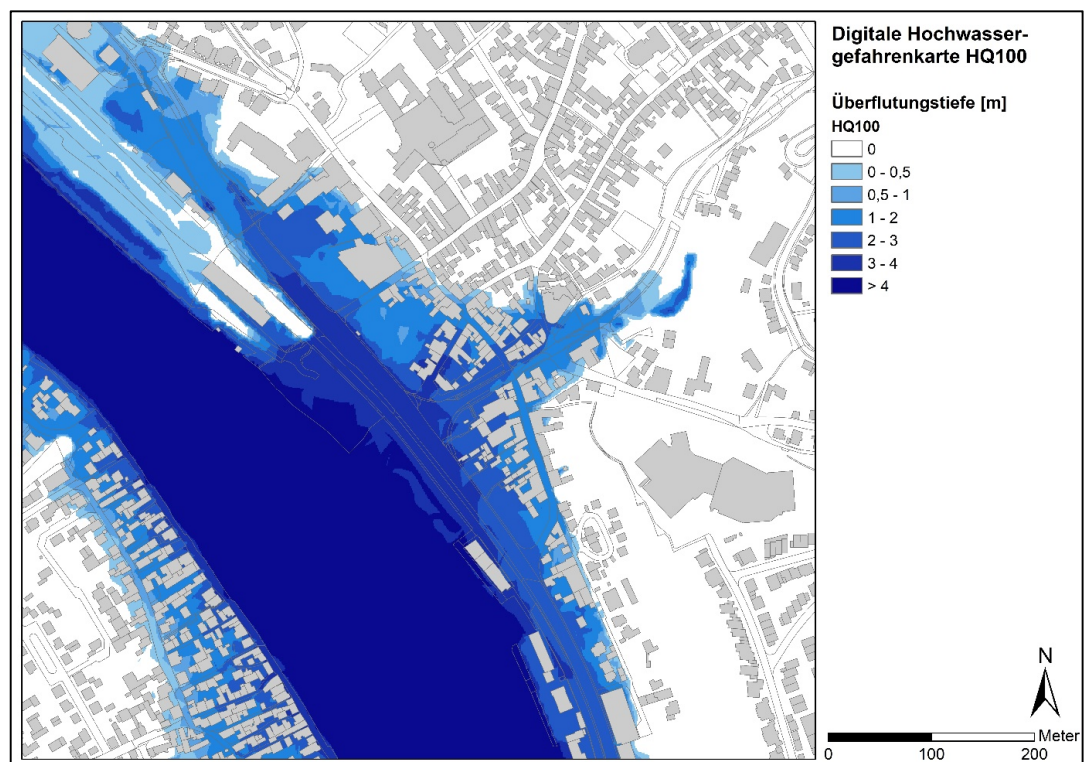 Digitale Hochwasser-
gefahrenkarte HQ100
Überflutungstiefe [m]
HQ100
0
0 - 0,5
0,5 - 1
1 - 2
2 - 3
3 - 4
> 4
N
Meter
0 100 200